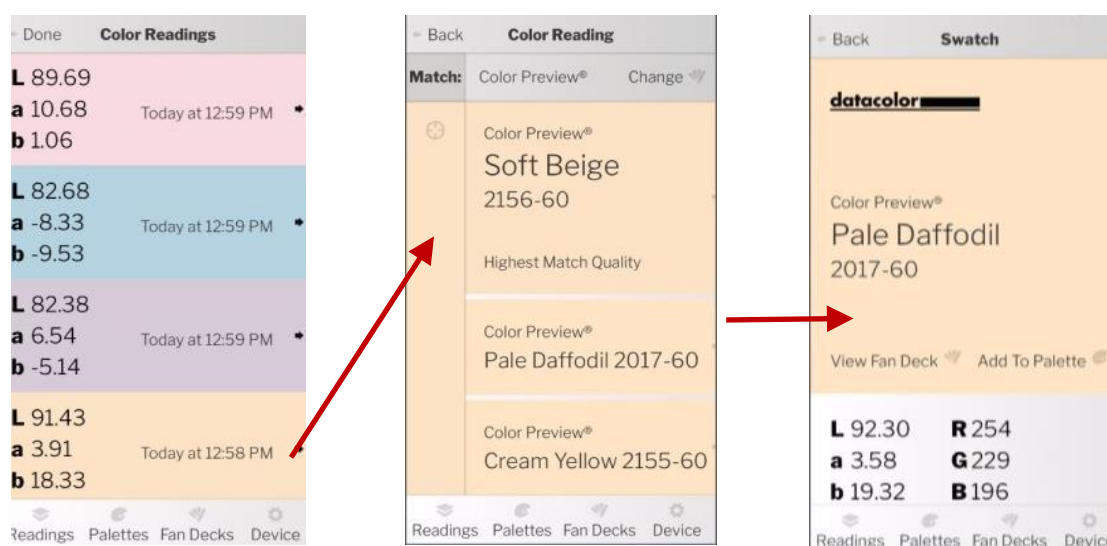 Done Color Readings
L 89.69
a 10.68 Today at 12:59 PM
b 1.06
L 82.68
a -8.33 Today at 12:59 PM
b -9.53
L 82.38
a 6.54 Today at 12:59 PM
b -5.14
L 91.43
a 3.91 Today at 12:58 PM
b 18.33
Readings Palettes Fan Decks Device
Back Color Reading
Match: Color Preview® Change
Color Preview®
Soft Beige
2156-60
Highest Match Quality
Color Preview®
Pale Daffodil 2017-60
Color Preview®
Cream Yellow 2155-60
Readings Palettes Fan Decks Device
Back Swatch
datacolor
Color Preview®
Pale Daffodil
2017-60
View Fan Deck Add To Palette
L 92.30 R 254
a 3.58 G 229
b 19.32 B 196
Readings Palettes Fan Decks Device